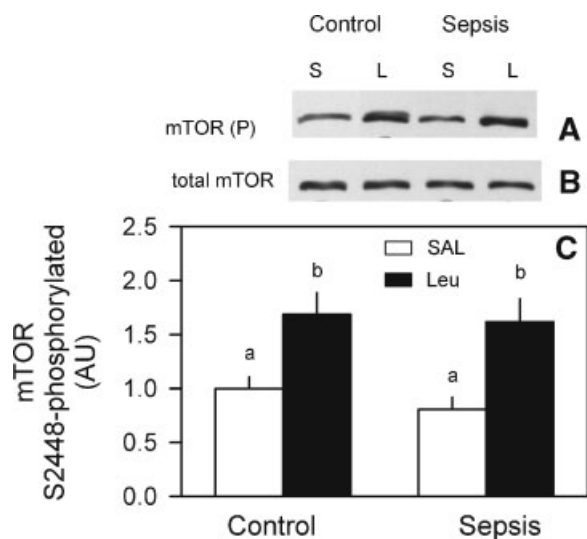 Control Sepsis
S L S L
mTOR (P) A
total mTOR B
2.5 C
SAL
Leu
2.0
1.5
1.0
0.5
0.0
a b a b
mTOR
S2448-phosphorylated
(AU)
Control Sepsis